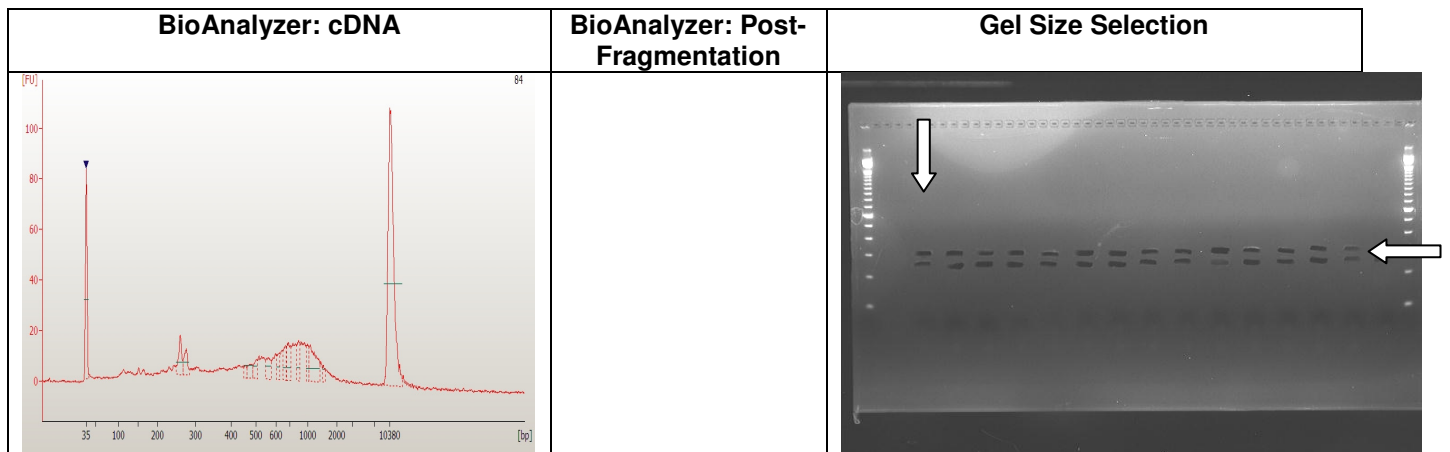 BioAnalyzer: cDNA
BioAnalyzer: Post-
Fragmentation
Gel Size Selection
[FU]
84
100
80
60
40
20
0
35 100 200 300 400 500 600 1000 2000 10380 [bp]